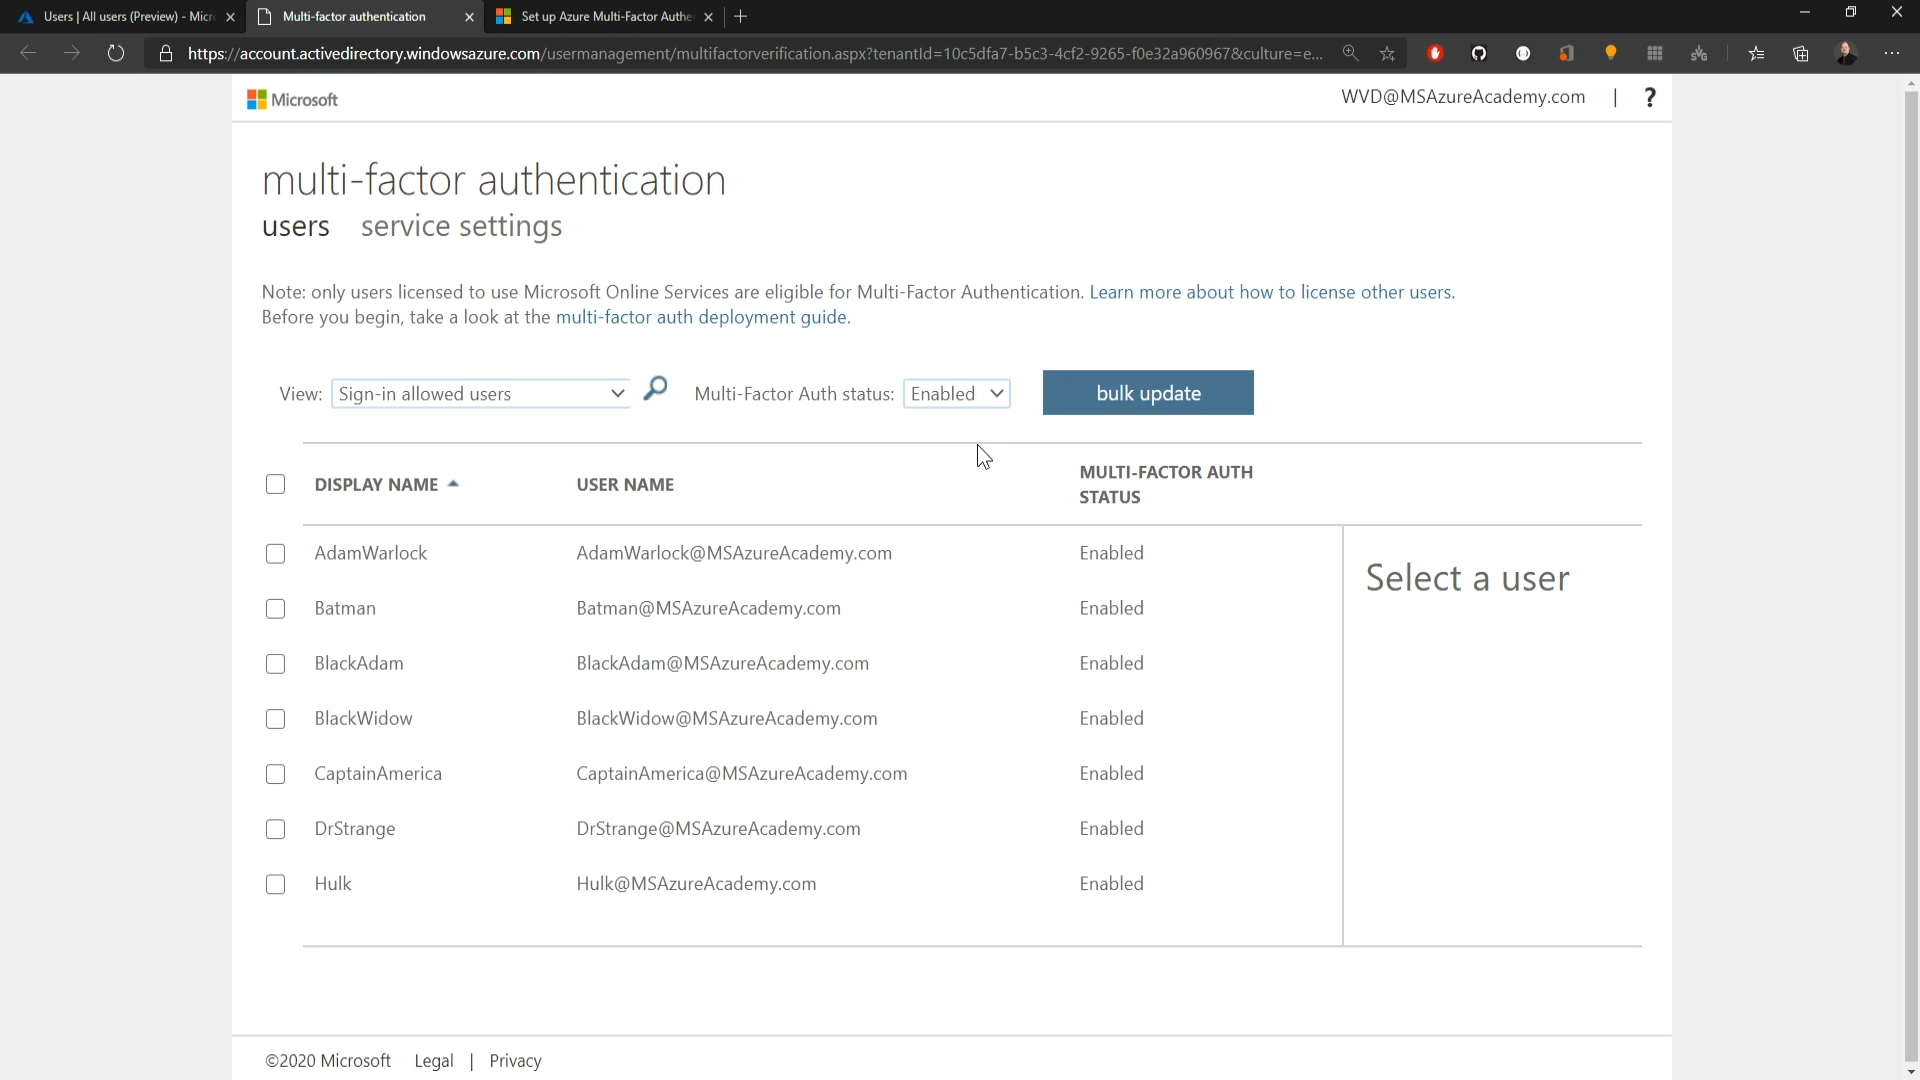 Users | All users (Preview) - Micr
Multi-factor authentication
Set up Azure Multi-Factor Authe
https://account.activedirectory.windowsazure.com/usermanagement/multifactorverification.aspx?tenantId=10c5dfa7-b5c3-4cf2-9265-f0e32a960967&culture=e...
Microsoft
WVD@MSAzureAcademy.com | ?
multi-factor authentication
users service settings
Note: only users licensed to use Microsoft Online Services are eligible for Multi-Factor Authentication. Learn more about how to license other users.
Before you begin, take a look at the multi-factor auth deployment guide.
View: Sign-in allowed users Multi-Factor Auth status: Enabled bulk update
DISPLAY NAME USER NAME MULTI-FACTOR AUTH
STATUS
AdamWarlock AdamWarlock@MSAzureAcademy.com Enabled
Select a user
Batman Batman@MSAzureAcademy.com Enabled
BlackAdam BlackAdam@MSAzureAcademy.com Enabled
BlackWidow BlackWidow@MSAzureAcademy.com Enabled
CaptainAmerica CaptainAmerica@MSAzureAcademy.com Enabled
DrStrange DrStrange@MSAzureAcademy.com Enabled
Hulk Hulk@MSAzureAcademy.com Enabled
©2020 Microsoft Legal | Privacy